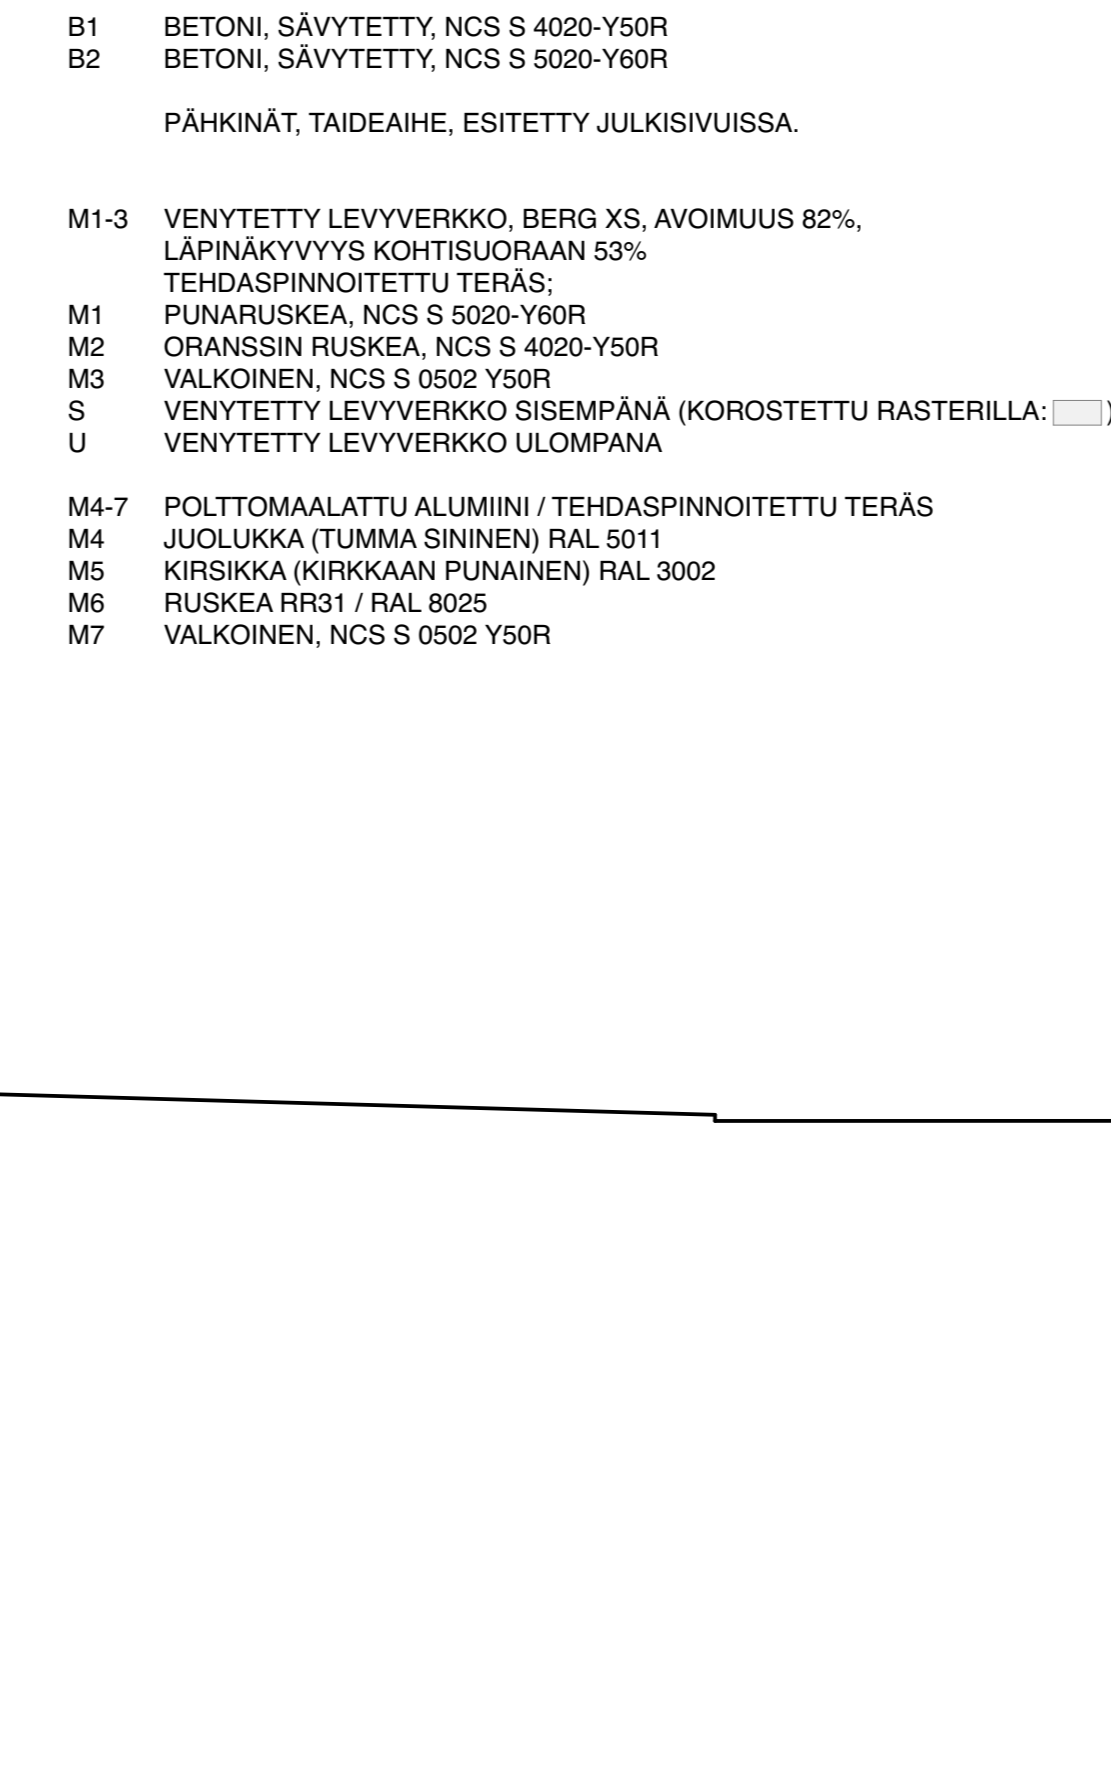 B1 BETONI, SÄVYTETTY, NCS S 4020-Y50R
B2 BETONI, SÄVYTETTY, NCS S 5020-Y60R
PÄHKINÄT, TAIDEAIHE, ESITETTY JULKISIVUISSA.
M1-3 VENYTETTY LEVYVERKKO, BERG XS, AVOIMUUS 82%,
LÄPINÄKYVYYS KOHTISUORAAN 53%
TEHDASPINNOITETTU TERÄS;
M1 PUNARUSKEA, NCS S 5020-Y60R
M2 ORANSSIN RUSKEA, NCS S 4020-Y50R
M3 VALKOINEN, NCS S 0502 Y50R
S VENYTETTY LEVYVERKKO SISEMPÄNÄ (KOROSTETTU RASTERILLA: )
U VENYTETTY LEVYVERKKO ULOMPANA
M4-7 POLTTOMAALATTU ALUMIINI / TEHDASPINNOITETTU TERÄS
M4 JUOLUKKA (TUMMA SININEN) RAL 5011
M5 KIRSIKKA (KIRKKAAN PUNAINEN) RAL 3002
M6 RUSKEA RR31 / RAL 8025
M7 VALKOINEN, NCS S 0502 Y50R